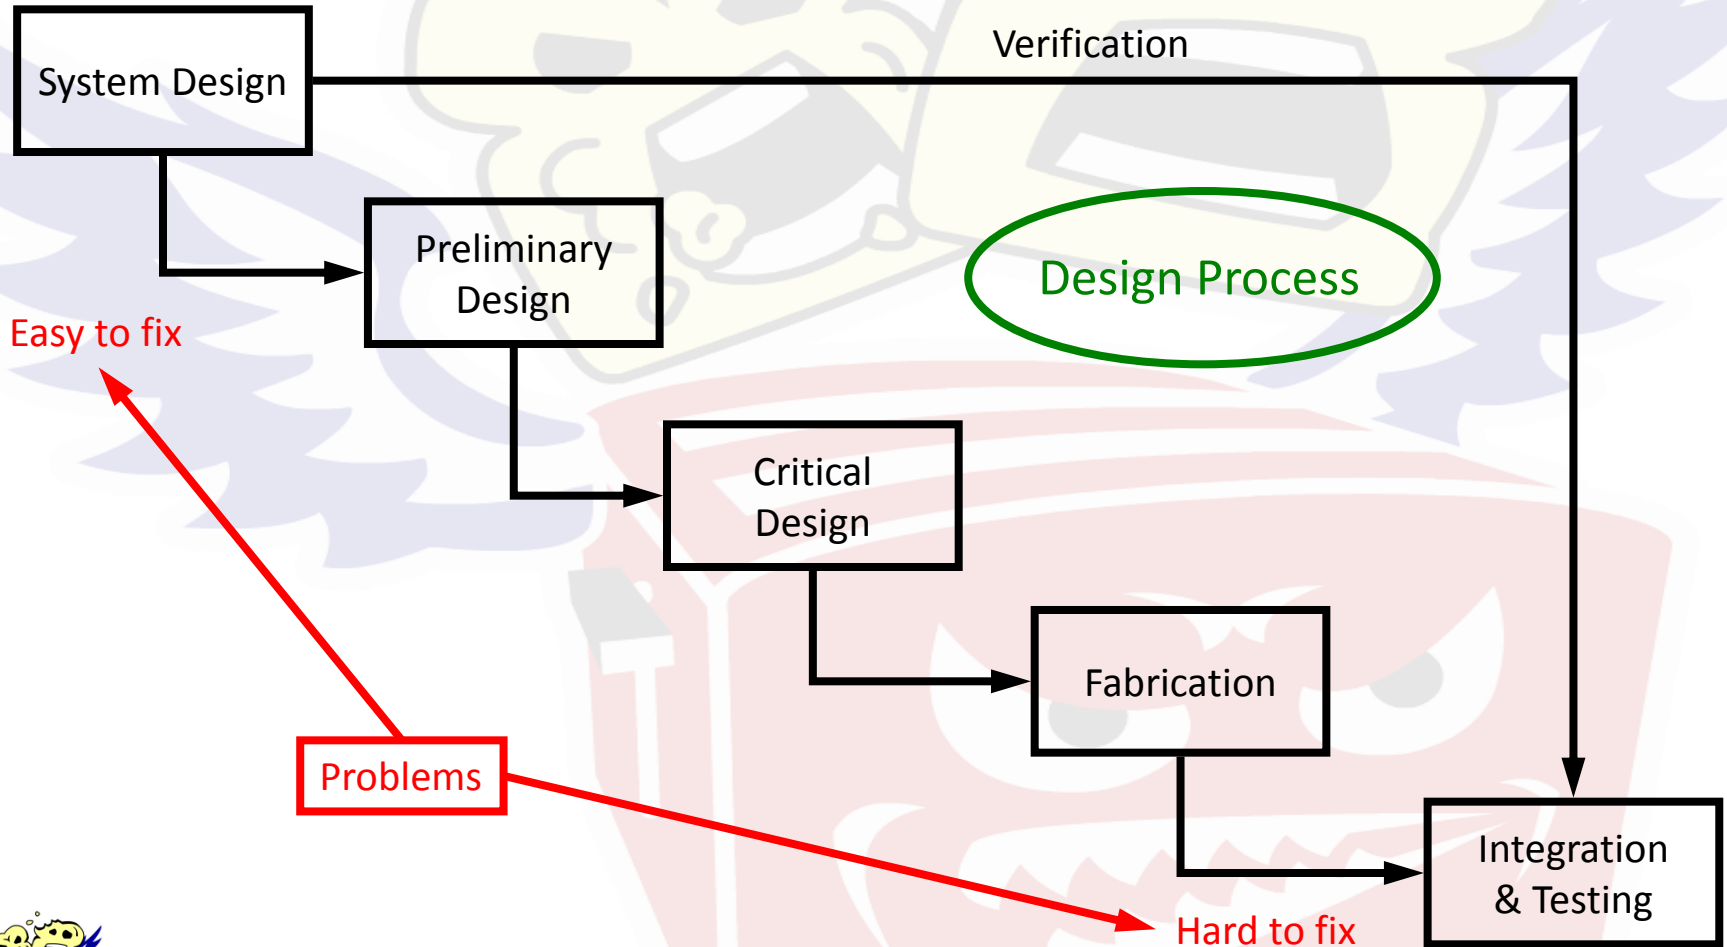 Verification
System Design
Preliminary
Design
Design Process
Easy to fix
Critical
Design
Fabrication
Problems
Integration
& Testing
Hard to fix